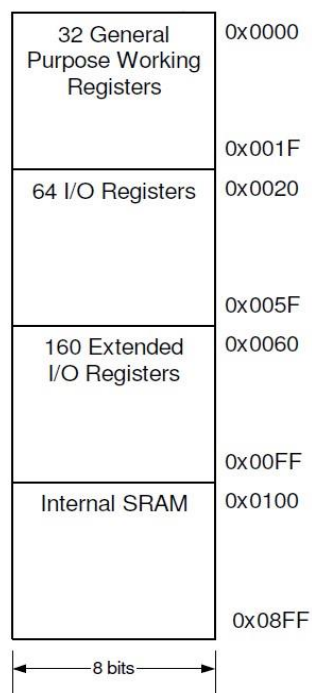 32 General
Purpose Working
Registers
0x0000
0x001F
64 I/O Registers
0x0020
0x005F
160 Extended
I/O Registers
0x0060
0x00FF
Internal SRAM
0x0100
0x08FF
8 bits